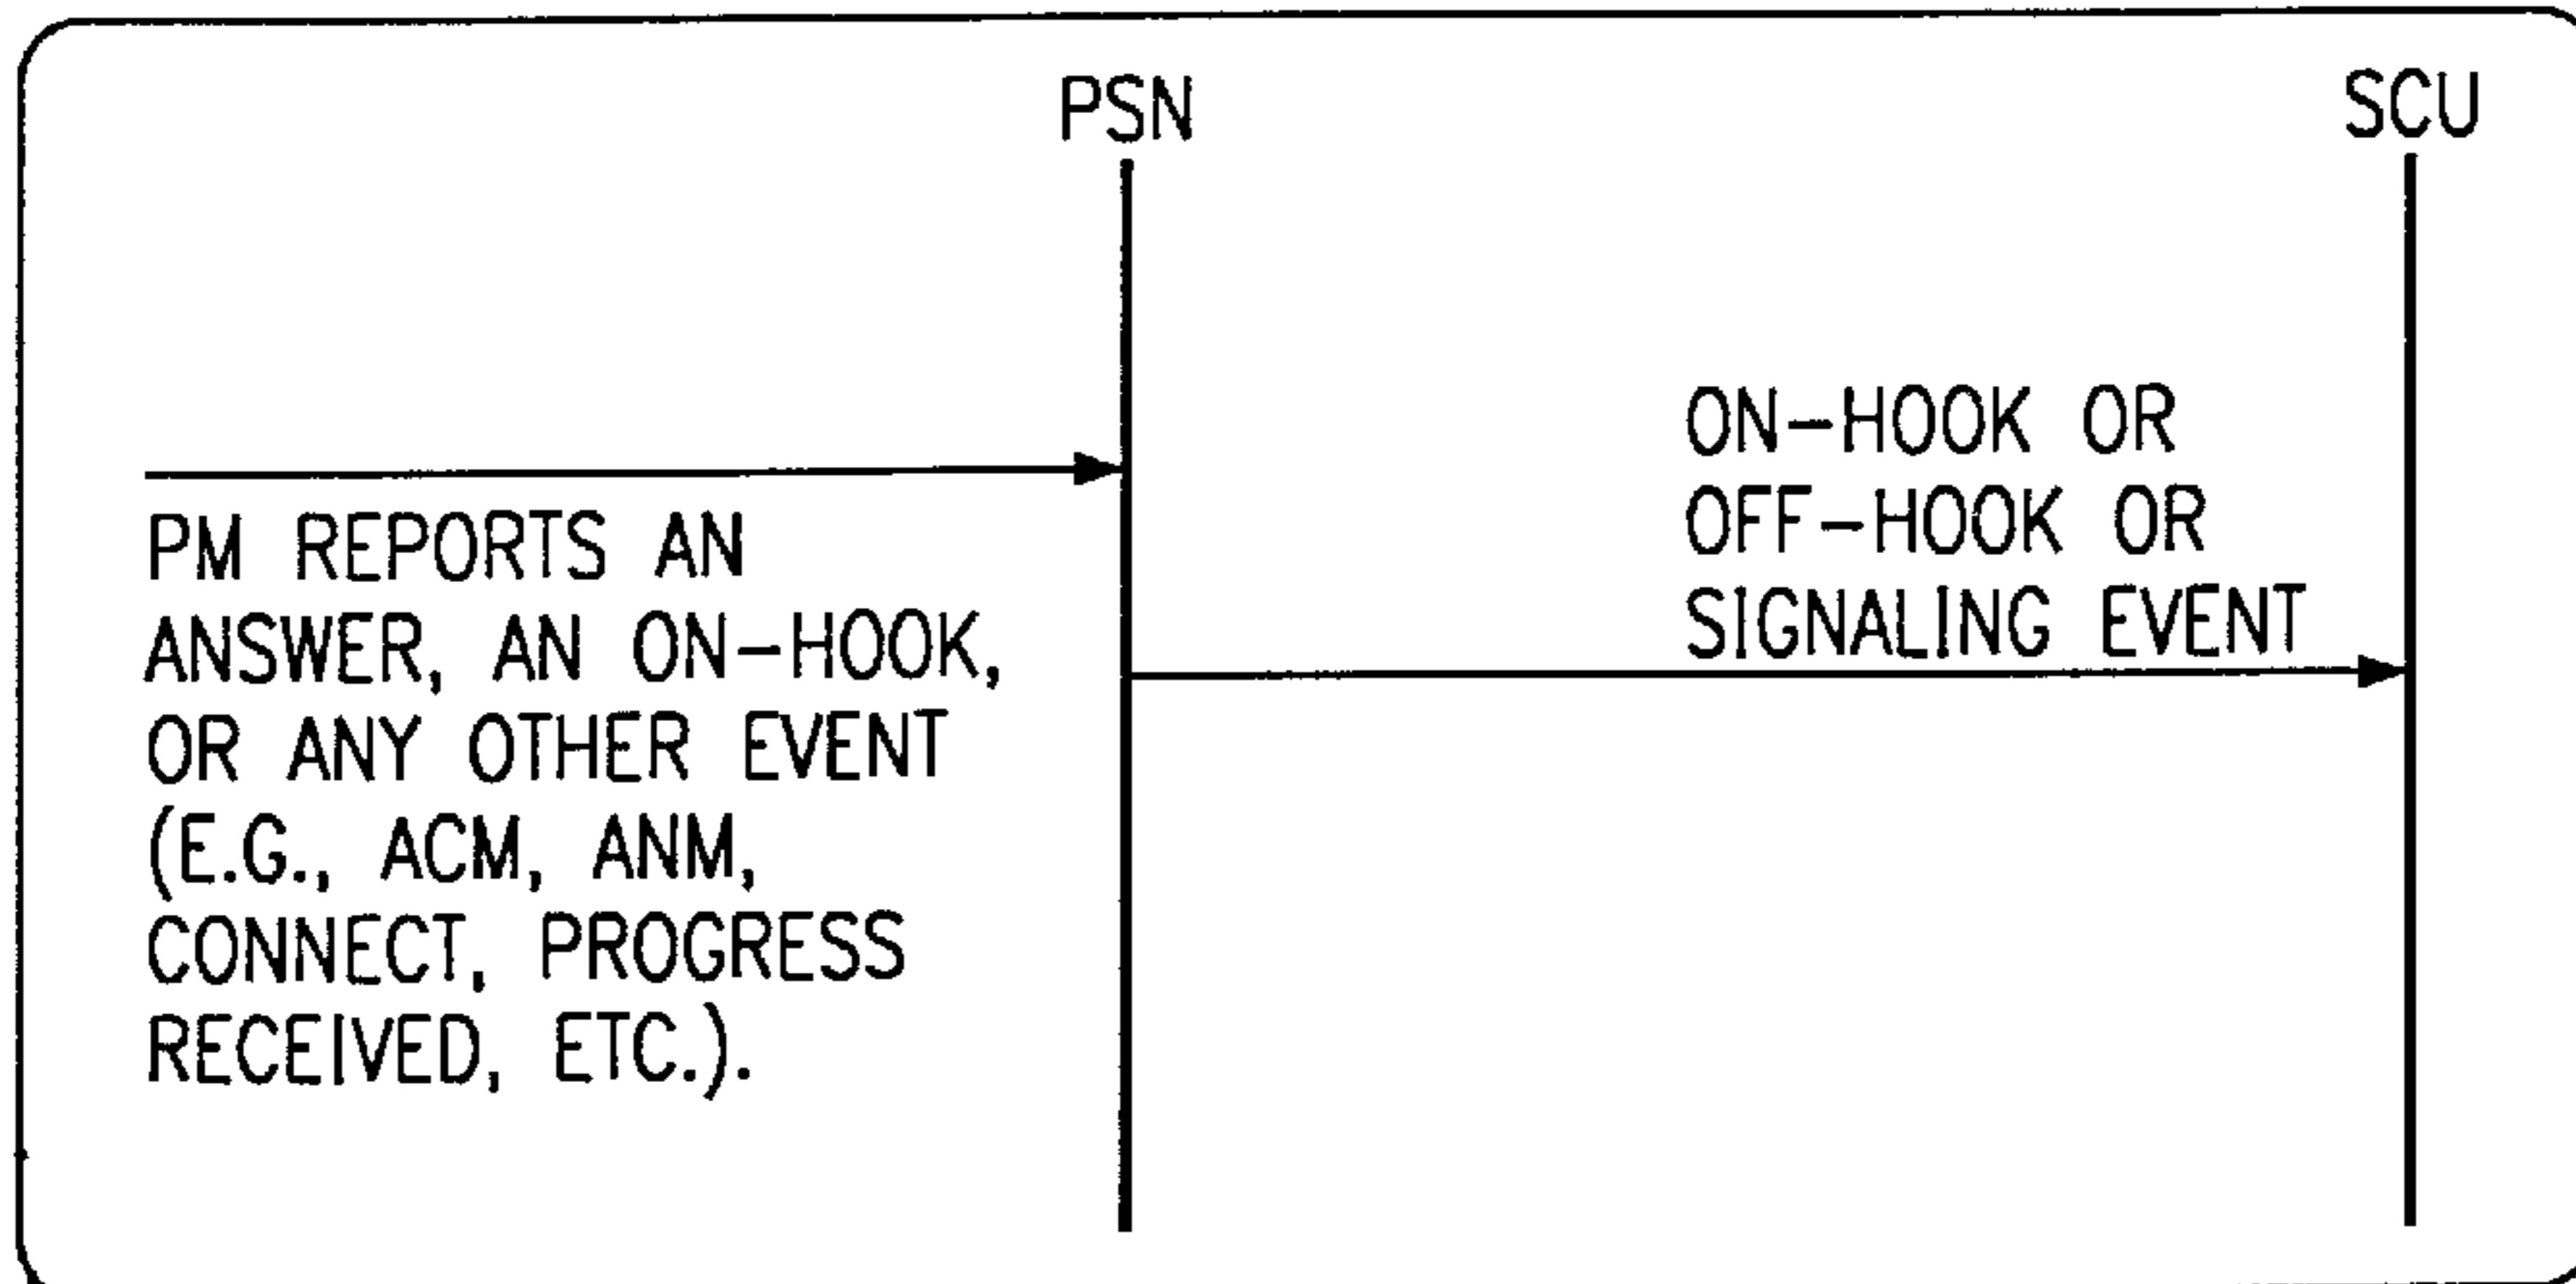 PSN
SCU
ON-HOOK OR
OFF-HOOK OR
SIGNALING EVENT
PM REPORTS AN
ANSWER, AN ON-HOOK,
OR ANY OTHER EVENT
(E.G., ACM, ANM,
CONNECT, PROGRESS
RECEIVED, ETC.).